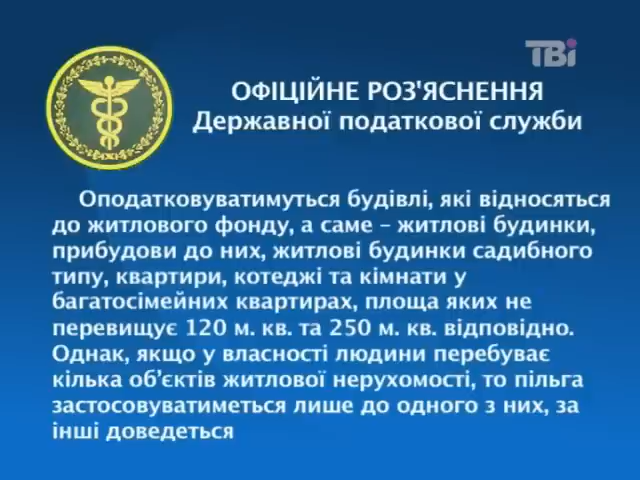 ТВі
ОФІЦІЙНЕ РОЗ'ЯСНЕННЯ
Державної податкової служби
Оподатковуватимуться будівлі, які відносяться
до житлового фонду, а саме – житлові будинки,
прибудови до них, житлові будинки садибного
типу, квартири, котеджі та кімнати у
багатосімейних квартирах, площа яких не
перевищує 120 м. кв. та 250 м. кв. відповідно.
Однак, якщо у власності людини перебуває
кілька об’єктів житлової нерухомості, то пільга
застосовуватиметься лише до одного з них, за
інші доведеться